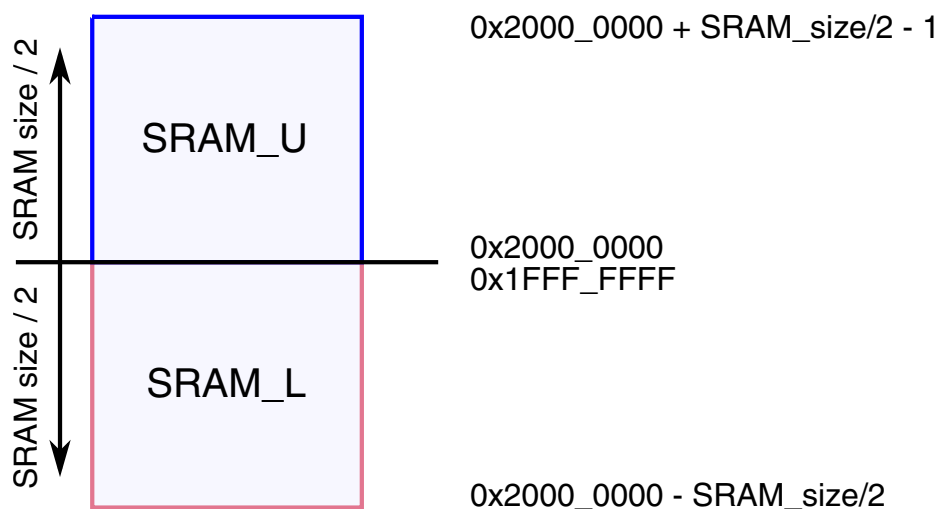 0x2000_0000 + SRAM_size/2 - 1
SRAM size / 2
SRAM_U
0x2000_0000
0x1FFF_FFFF
SRAM size / 2
SRAM_L
0x2000_0000 - SRAM_size/2